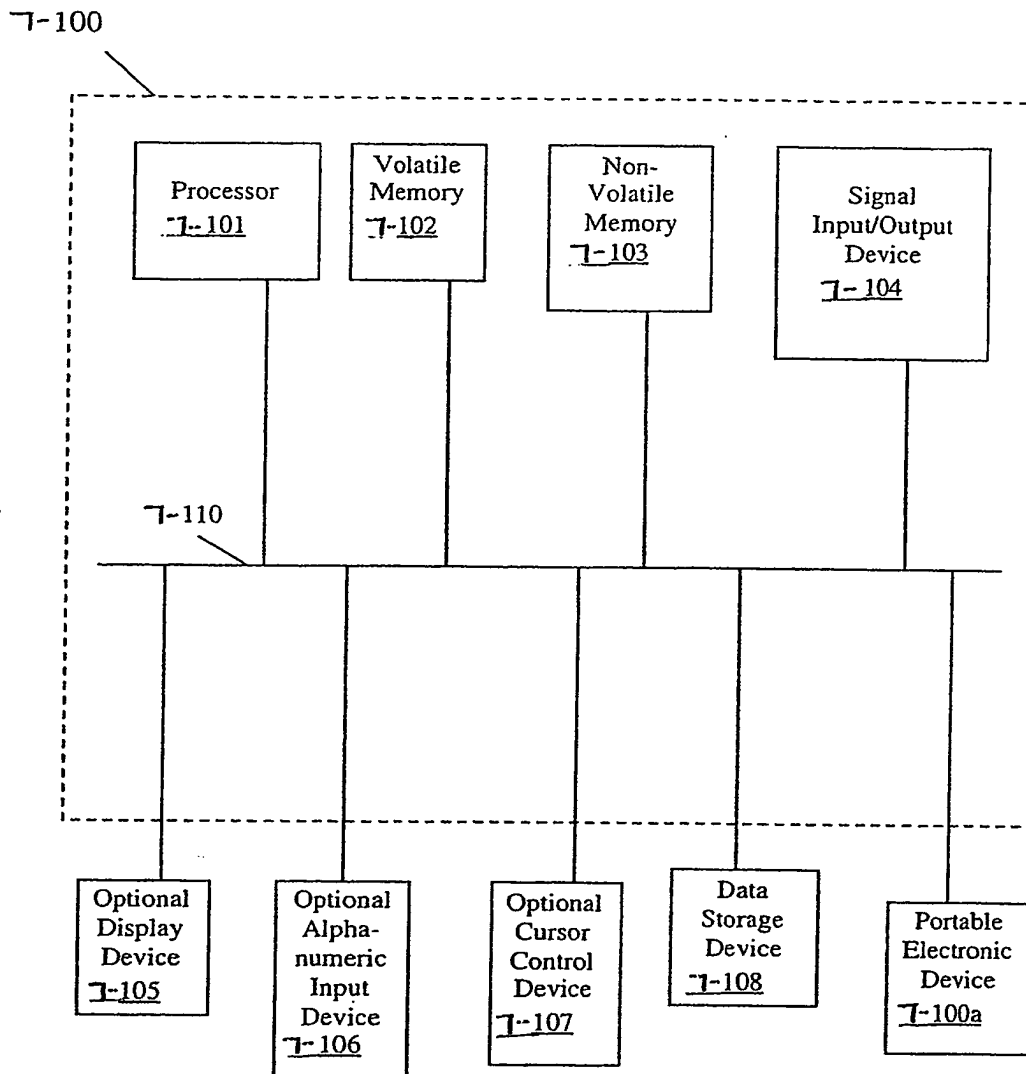 7-100
Processor
7-101
Volatile
Memory
7-102
Non-
Volatile
Memory
7-103
Signal
Input/Output
Device
7-104
7-110
Optional
Display
Device
7-105
Optional
Alpha-
numeric
Input
Device
7-106
Optional
Cursor
Control
Device
7-107
Data
Storage
Device
7-108
Portable
Electronic
Device
7-100a